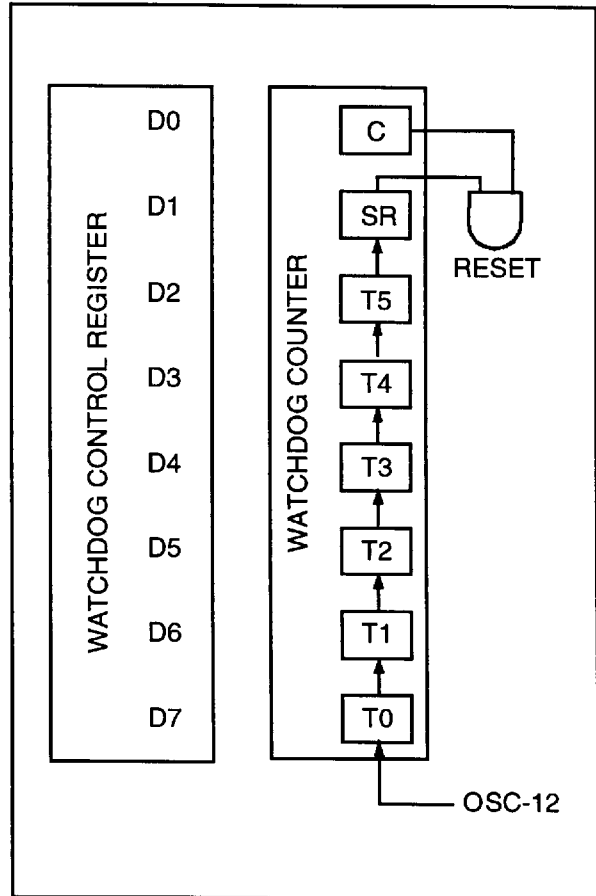 WATCHDOG CONTROL REGISTER
D0
D1
D2
D3
D4
D5
D6
D7
WATCHDOG COUNTER
C
SR
T5
T4
T3
T2
T1
T0
RESET
OSC-12